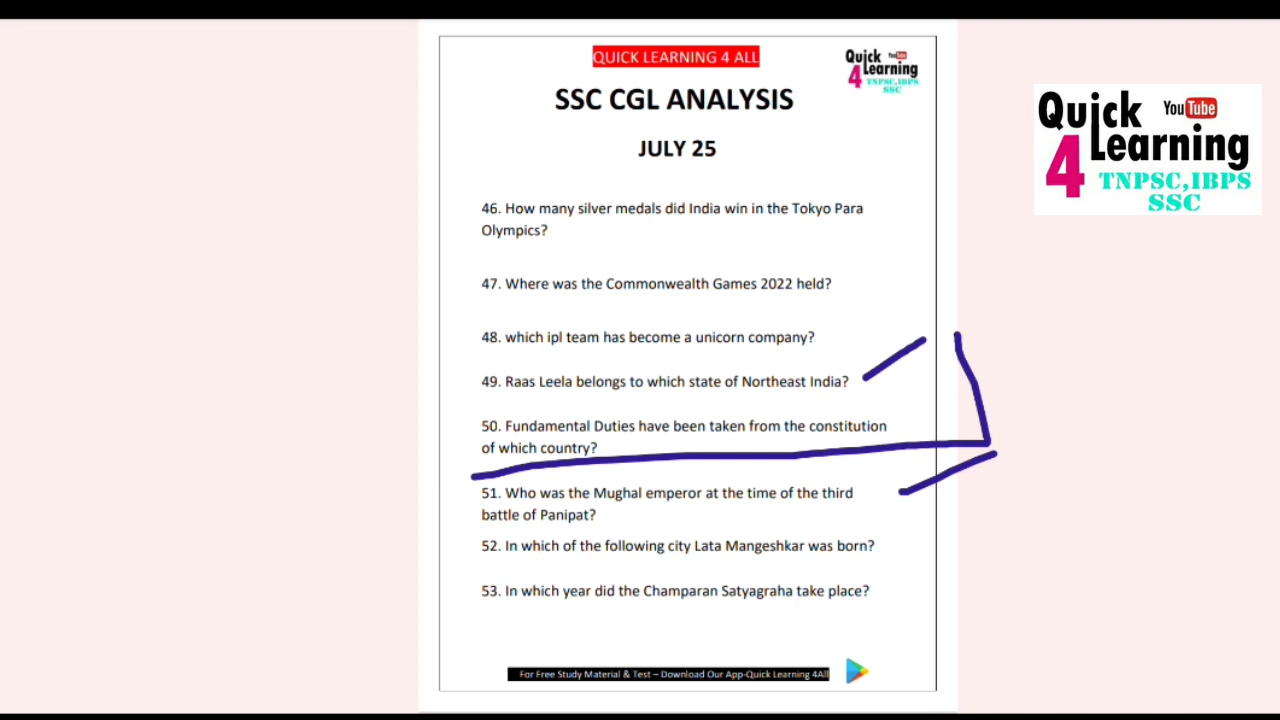 QUICK LEARNING 4 ALL
Quick YouTube
4 Learning
TNPSC,IBPS
SSC
SSC CGL ANALYSIS
JULY 25
46. How many silver medals did India win in the Tokyo Para
Olympics?
47. Where was the Commonwealth Games 2022 held?
48. which ipl team has become a unicorn company?
49. Raas Leela belongs to which state of Northeast India?
50. Fundamental Duties have been taken from the constitution
of which country?
51. Who was the Mughal emperor at the time of the third
battle of Panipat?
52. In which of the following city Lata Mangeshkar was born?
53. In which year did the Champaran Satyagraha take place?
For Free Study Material & Test – Download Our App-Quick Learning 4All
Quick YouTube
4 Learning
TNPSC,IBPS
SSC